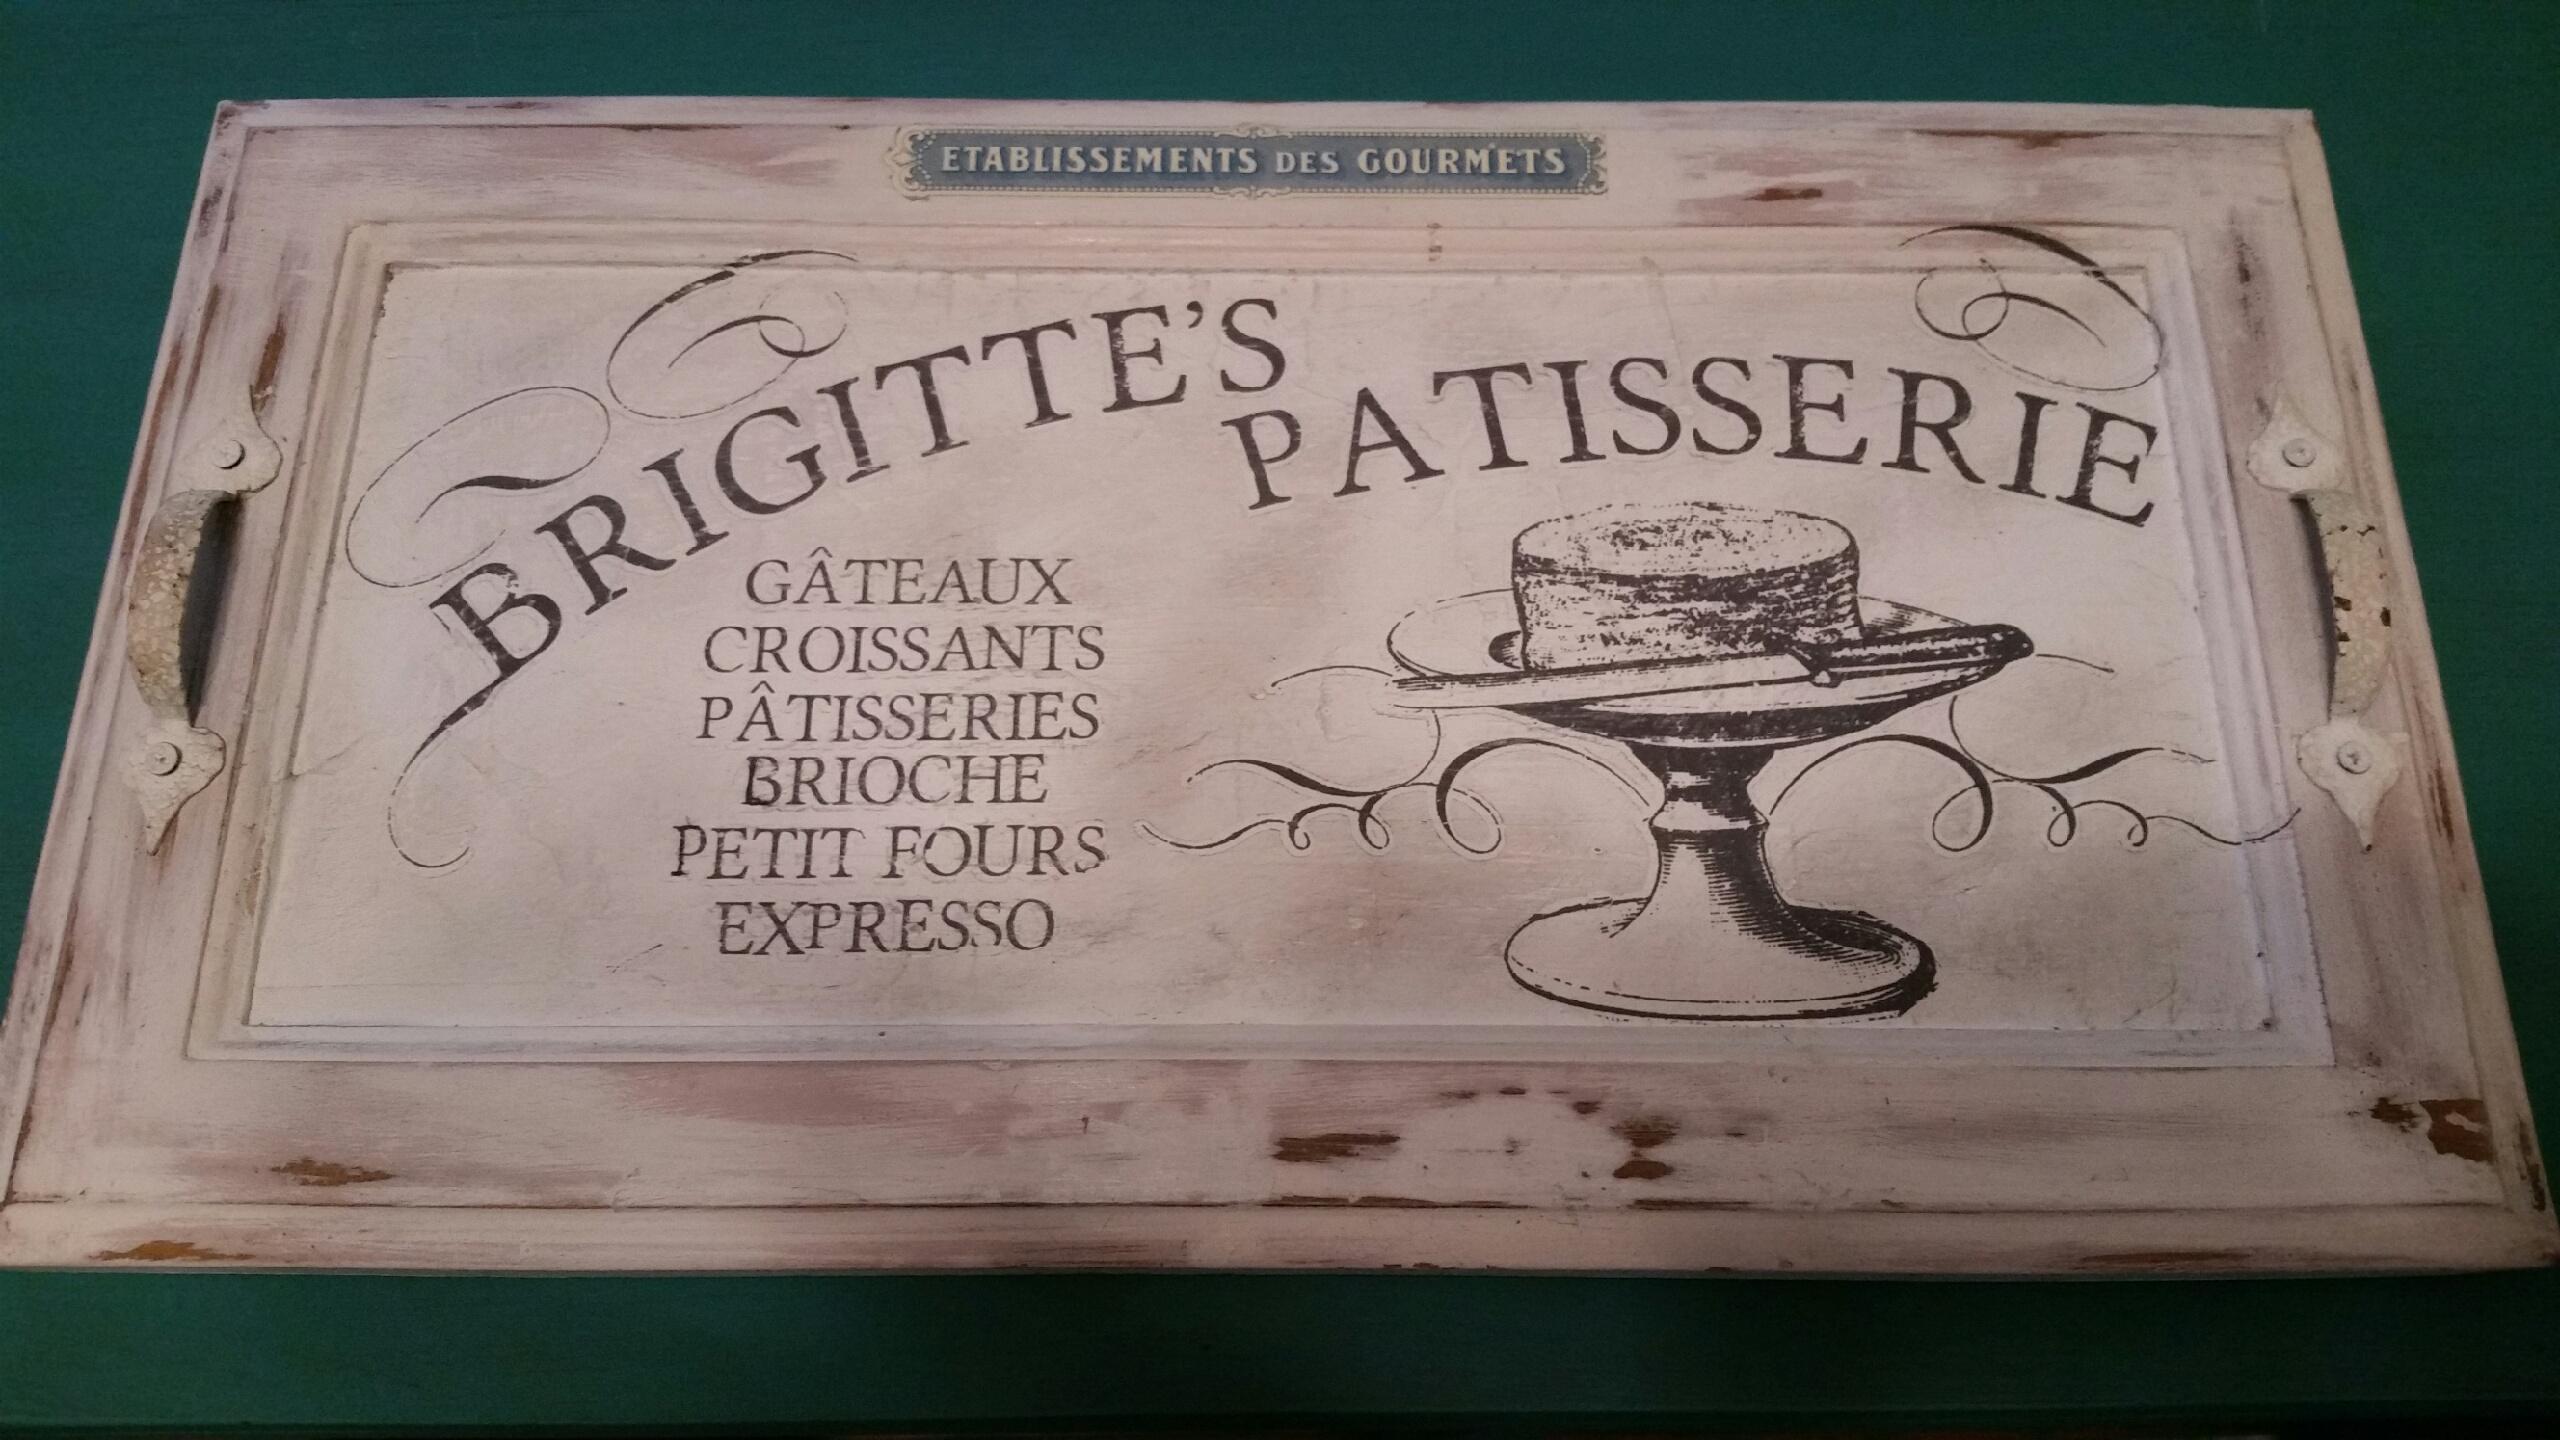 ETABLISSEMENTS DES GOURMETS
BRIGITTE'S
PATISSERIE
GÂTEAUX
CROISSANTS
PÂTISSERIES
BRIOCHE
PETIT FOURS
EXPRESSO